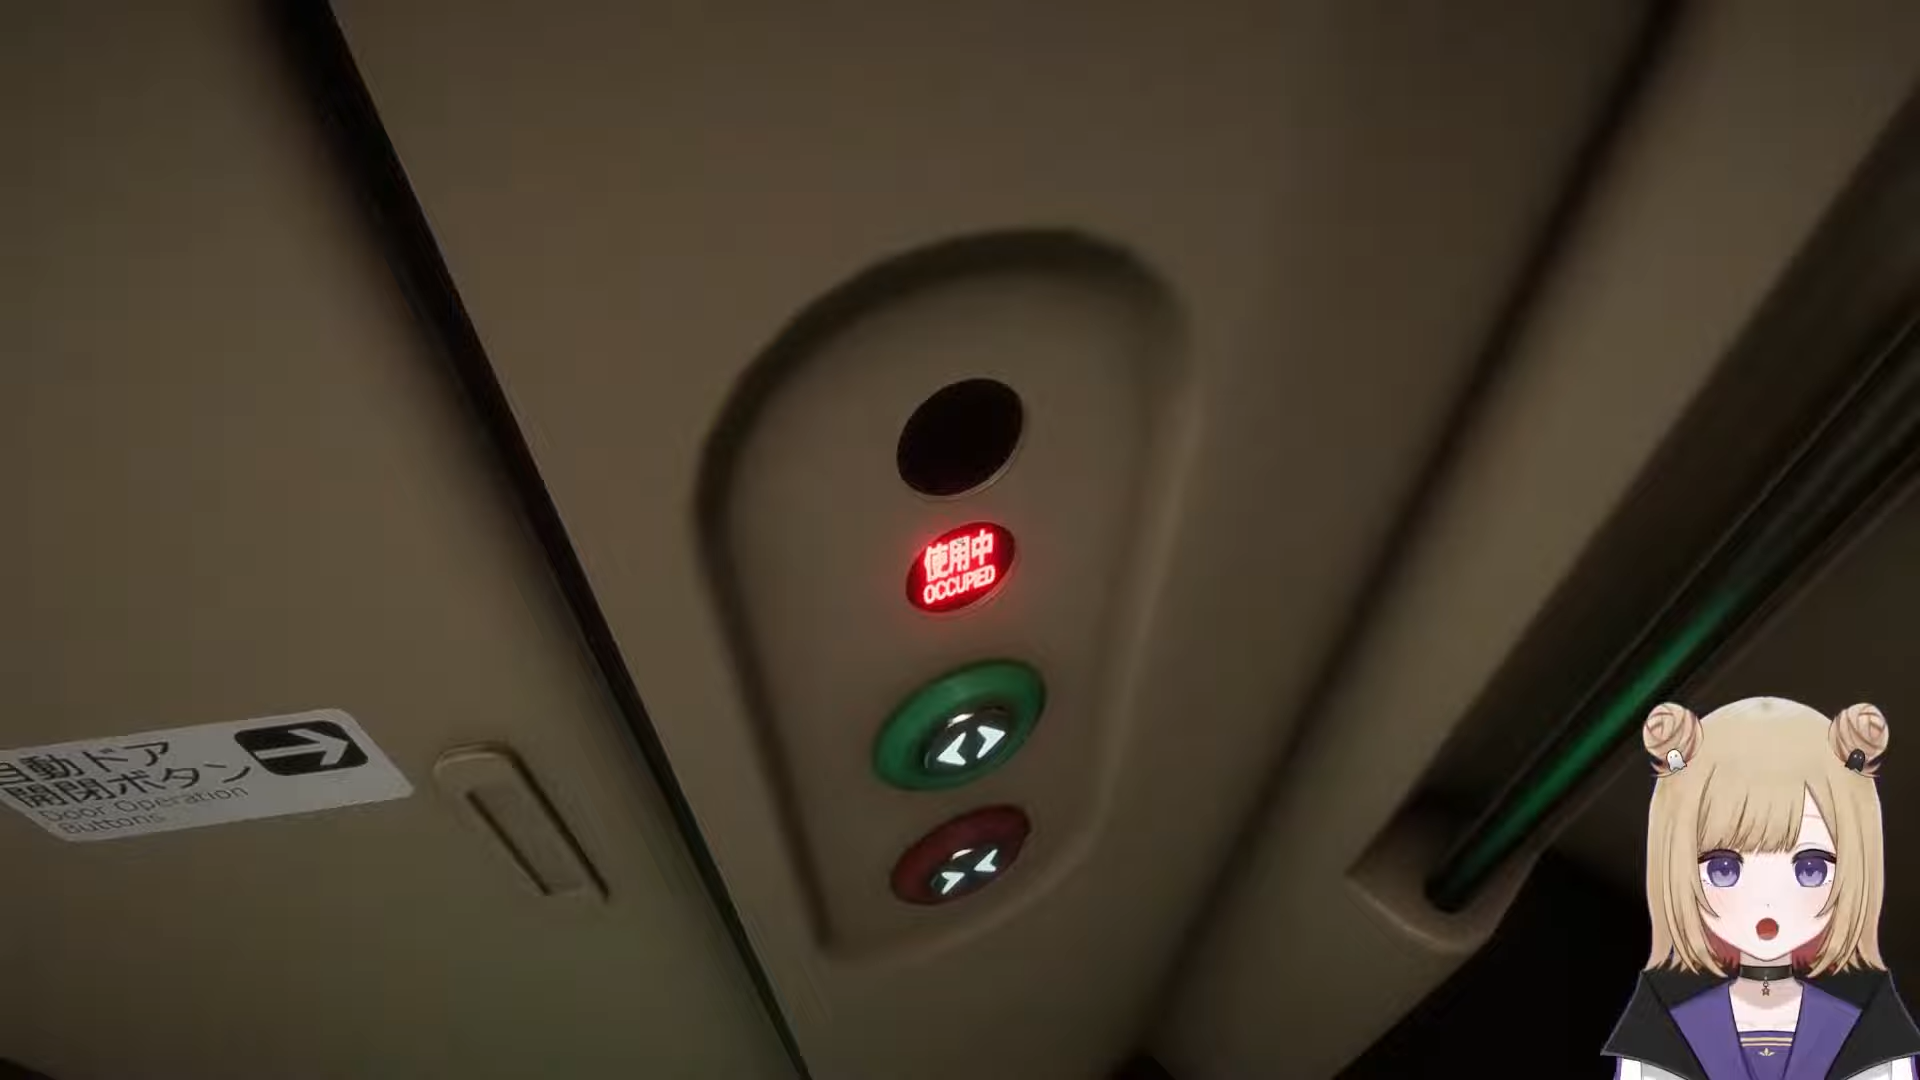 使用中
OCCUPIED
自動ドア
開閉ボタン
Door Operation
Buttons